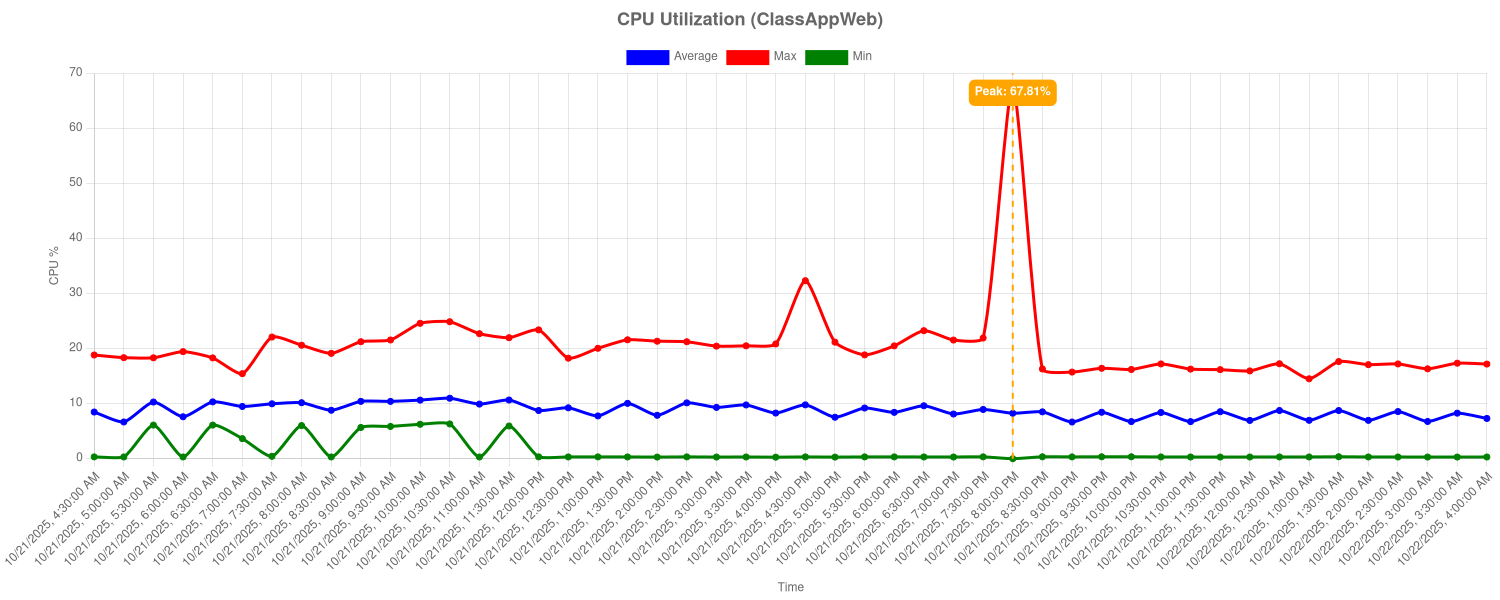 CPU Utilization (ClassAppWeb)
Average Max Min
Peak: 67.81%
CPU %
70
60
50
40
30
20
10
0
10/21/2025, 4:30:00 AM
10/21/2025, 5:00:00 AM
10/21/2025, 5:30:00 AM
10/21/2025, 6:00:00 AM
10/21/2025, 6:30:00 AM
10/21/2025, 7:00:00 AM
10/21/2025, 7:30:00 AM
10/21/2025, 8:00:00 AM
10/21/2025, 8:30:00 AM
10/21/2025, 9:00:00 AM
10/21/2025, 9:30:00 AM
10/21/2025, 10:00:00 AM
10/21/2025, 10:30:00 AM
10/21/2025, 11:00:00 AM
10/21/2025, 11:30:00 AM
10/21/2025, 12:00:00 PM
10/21/2025, 12:30:00 PM
10/21/2025, 1:00:00 PM
10/21/2025, 1:30:00 PM
10/21/2025, 2:00:00 PM
10/21/2025, 2:30:00 PM
10/21/2025, 3:00:00 PM
10/21/2025, 3:30:00 PM
10/21/2025, 4:00:00 PM
10/21/2025, 4:30:00 PM
10/21/2025, 5:00:00 PM
10/21/2025, 5:30:00 PM
10/21/2025, 6:00:00 PM
10/21/2025, 6:30:00 PM
10/21/2025, 7:00:00 PM
10/21/2025, 7:30:00 PM
10/21/2025, 8:00:00 PM
10/21/2025, 8:30:00 PM
10/21/2025, 9:00:00 PM
10/21/2025, 9:30:00 PM
10/21/2025, 10:00:00 PM
10/21/2025, 10:30:00 PM
10/21/2025, 11:00:00 PM
10/21/2025, 11:30:00 PM
10/22/2025, 12:00:00 AM
10/22/2025, 12:30:00 AM
10/22/2025, 1:00:00 AM
10/22/2025, 1:30:00 AM
10/22/2025, 2:00:00 AM
10/22/2025, 2:30:00 AM
10/22/2025, 3:00:00 AM
10/22/2025, 3:30:00 AM
10/22/2025, 4:00:00 AM
Time